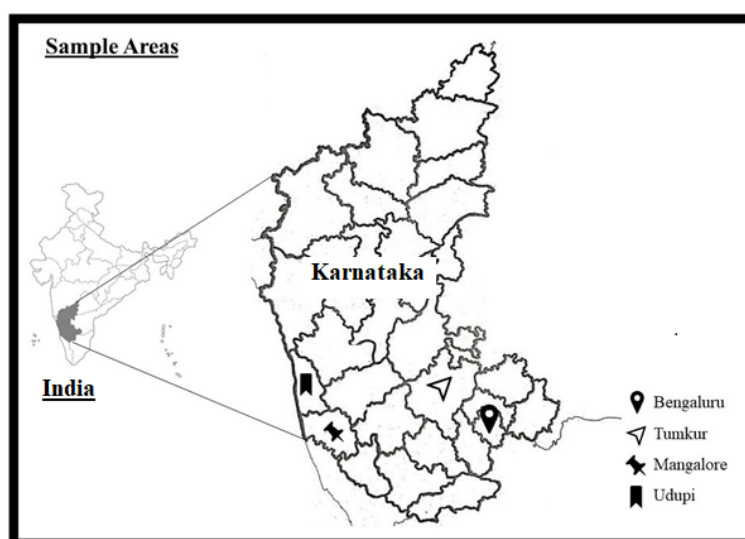 Sample Areas
Karnataka
India
Bengaluru
Tumkur
Mangalore
Udupi